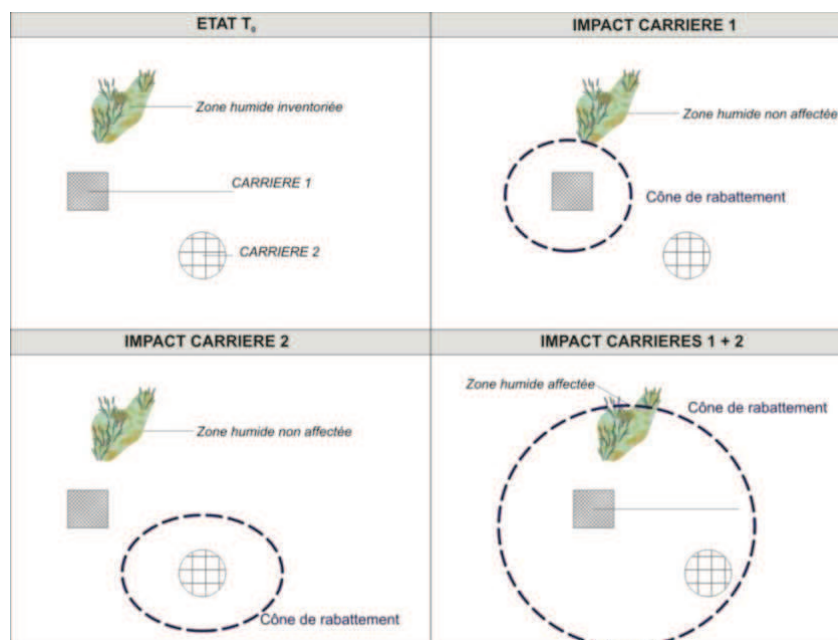 ETAT T₀
Zone humide inventoriée
CARRIERE 1
CARRIERE 2
IMPACT CARRIERE 1
Zone humide non affectée
Cône de rabattement
IMPACT CARRIERE 2
Zone humide non affectée
Cône de rabattement
IMPACT CARRIERES 1 + 2
Zone humide affectée
Cône de rabattement